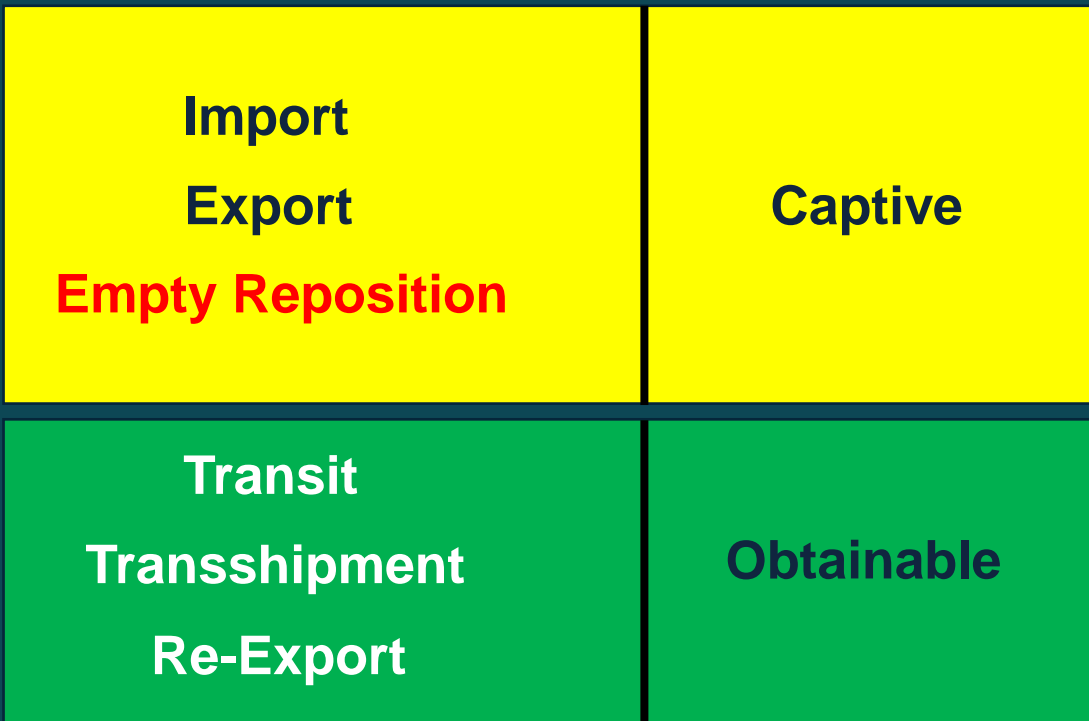 Import
Export
Empty Reposition
Captive
Transit
Transshipment
Re-Export
Obtainable